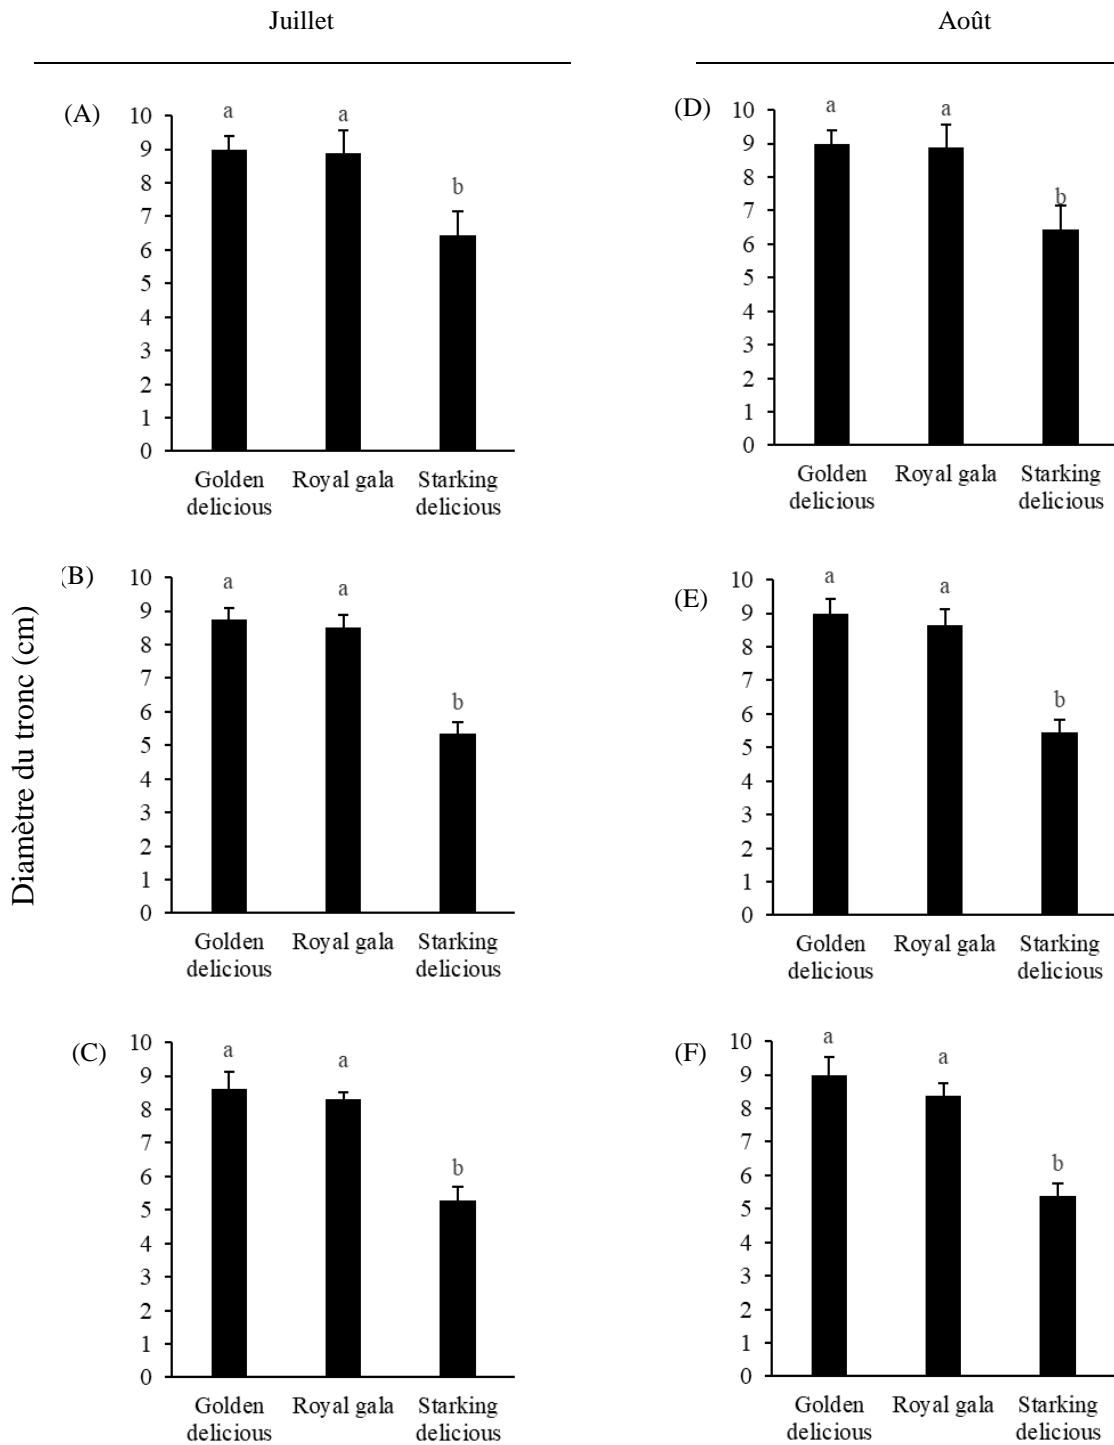 Juillet
Août
Diamètre du tronc (cm)
(A)
10
9
8
7
6
5
4
3
2
1
0
a
a
b
Golden delicious
Royal gala
Starking delicious
(D)
10
9
8
7
6
5
4
3
2
1
0
a
a
b
Golden delicious
Royal gala
Starking delicious
(B)
10
9
8
7
6
5
4
3
2
1
0
a
a
b
Golden delicious
Royal gala
Starking delicious
(E)
10
9
8
7
6
5
4
3
2
1
0
a
a
b
Golden delicious
Royal gala
Starking delicious
(C)
10
9
8
7
6
5
4
3
2
1
0
a
a
b
Golden delicious
Royal gala
Starking delicious
(F)
10
9
8
7
6
5
4
3
2
1
0
a
a
b
Golden delicious
Royal gala
Starking delicious